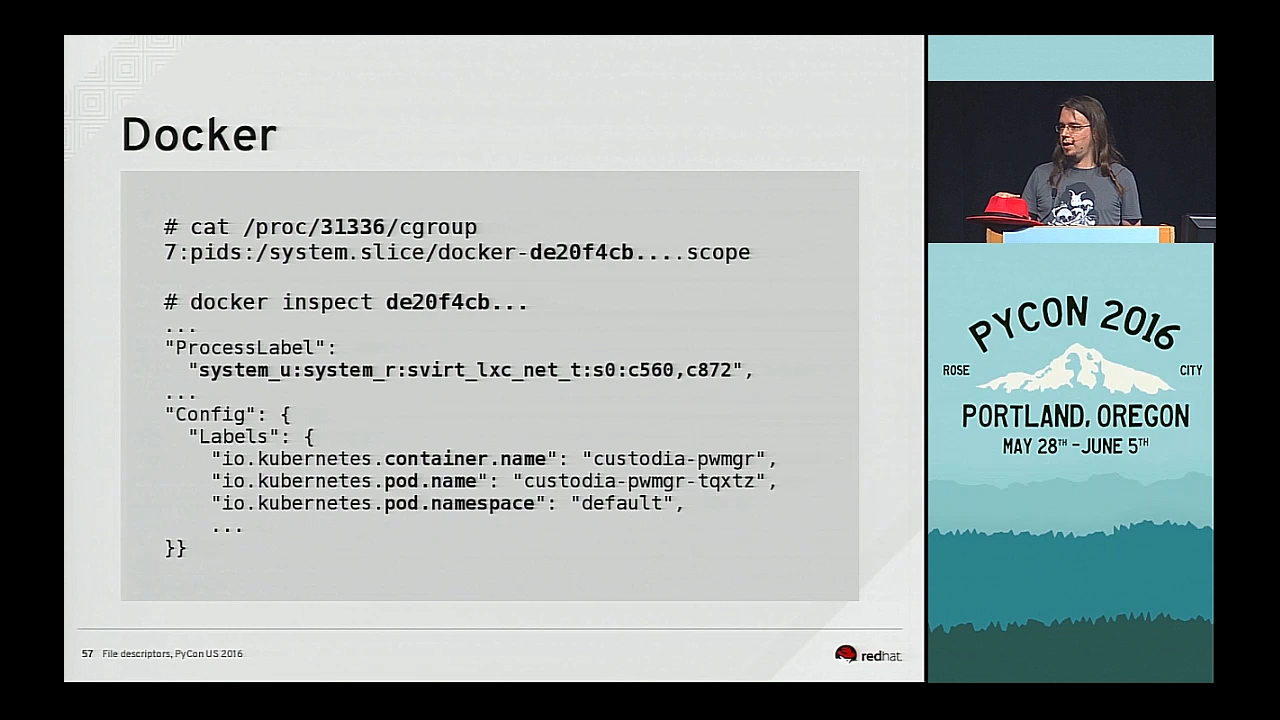 Docker
# cat /proc/31336/cgroup
7:pids:/system.slice/docker-de20f4cb....scope
# docker inspect de20f4cb...
...
"ProcessLabel":
"system_u:system_r:svirt_lxc_net_t:s0:c560,c872",
...
"Config": {
"Labels": {
"io.kubernetes.container.name": "custodia-pwmgr",
"io.kubernetes.pod.name": "custodia-pwmgr-tqxtz",
"io.kubernetes.pod.namespace": "default",
...
}}
57 File descriptors, PyCon US 2016
redhat.
PYCON 2016
ROSE CITY
PORTLAND, OREGON
MAY 28TH - JUNE 5TH